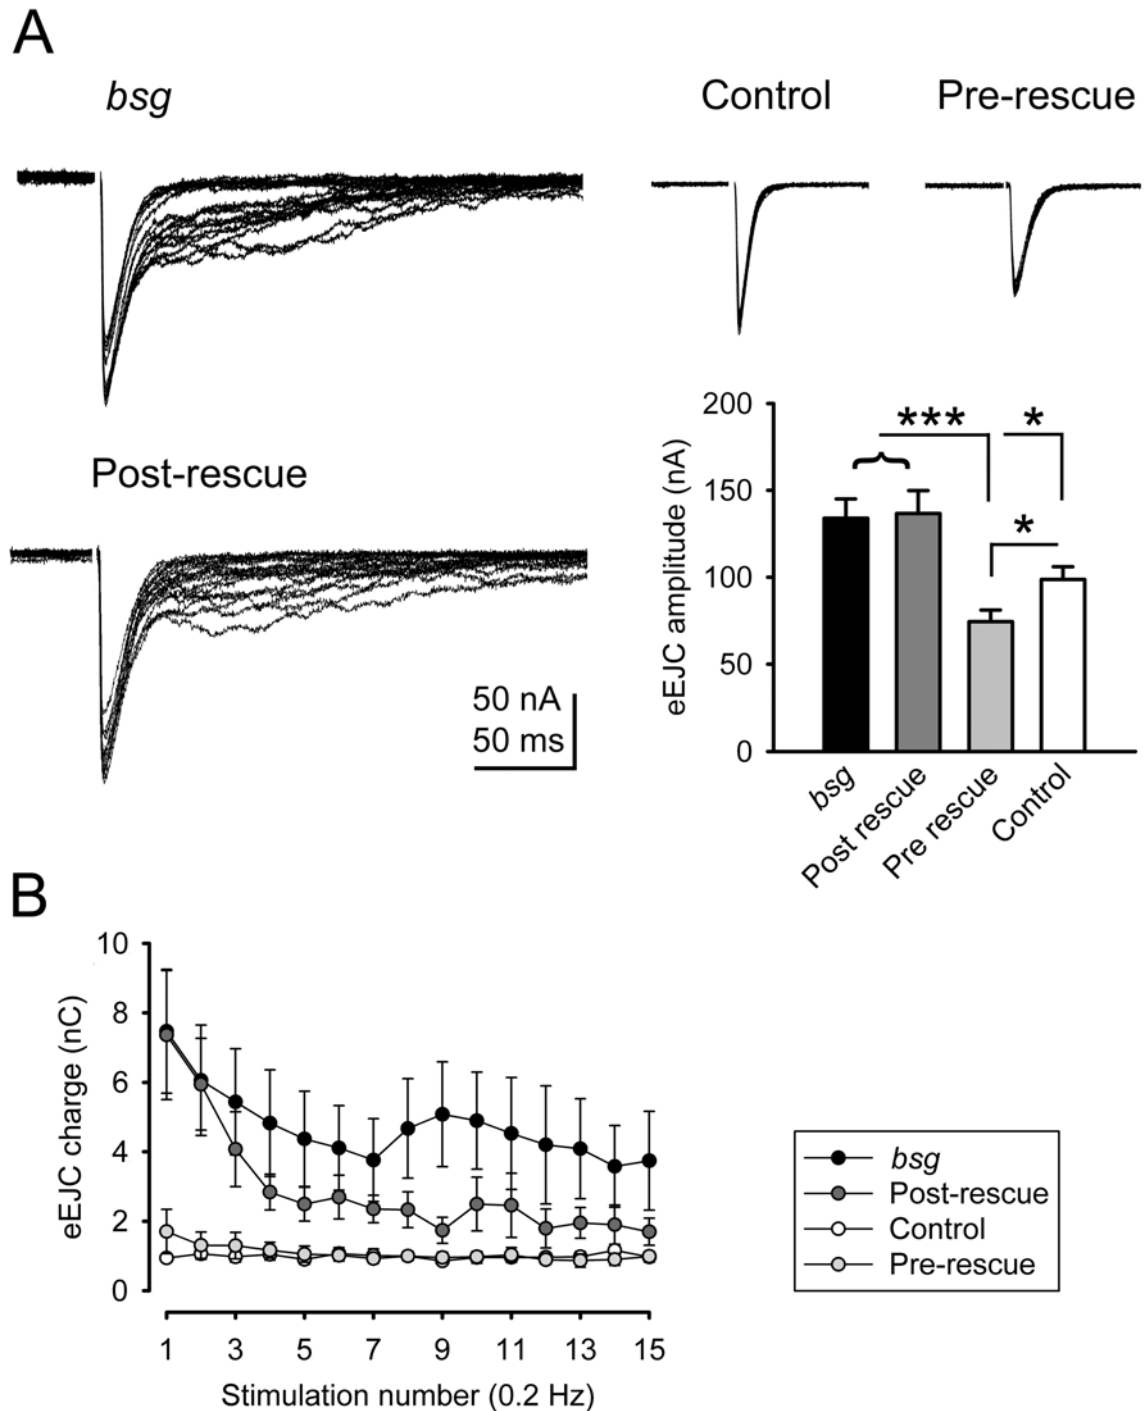 A
bsg
Control
Pre-rescue
Post-rescue
50 nA
50 ms
eEJC amplitude (nA)
200
150
100
50
0
***
*
*
bsg
Post rescue
Pre rescue
Control
B
eEJC charge (nC)
10
8
6
4
2
0
1 3 5 7 9 11 13 15
Stimulation number (0.2 Hz)
bsg
Post-rescue
Control
Pre-rescue